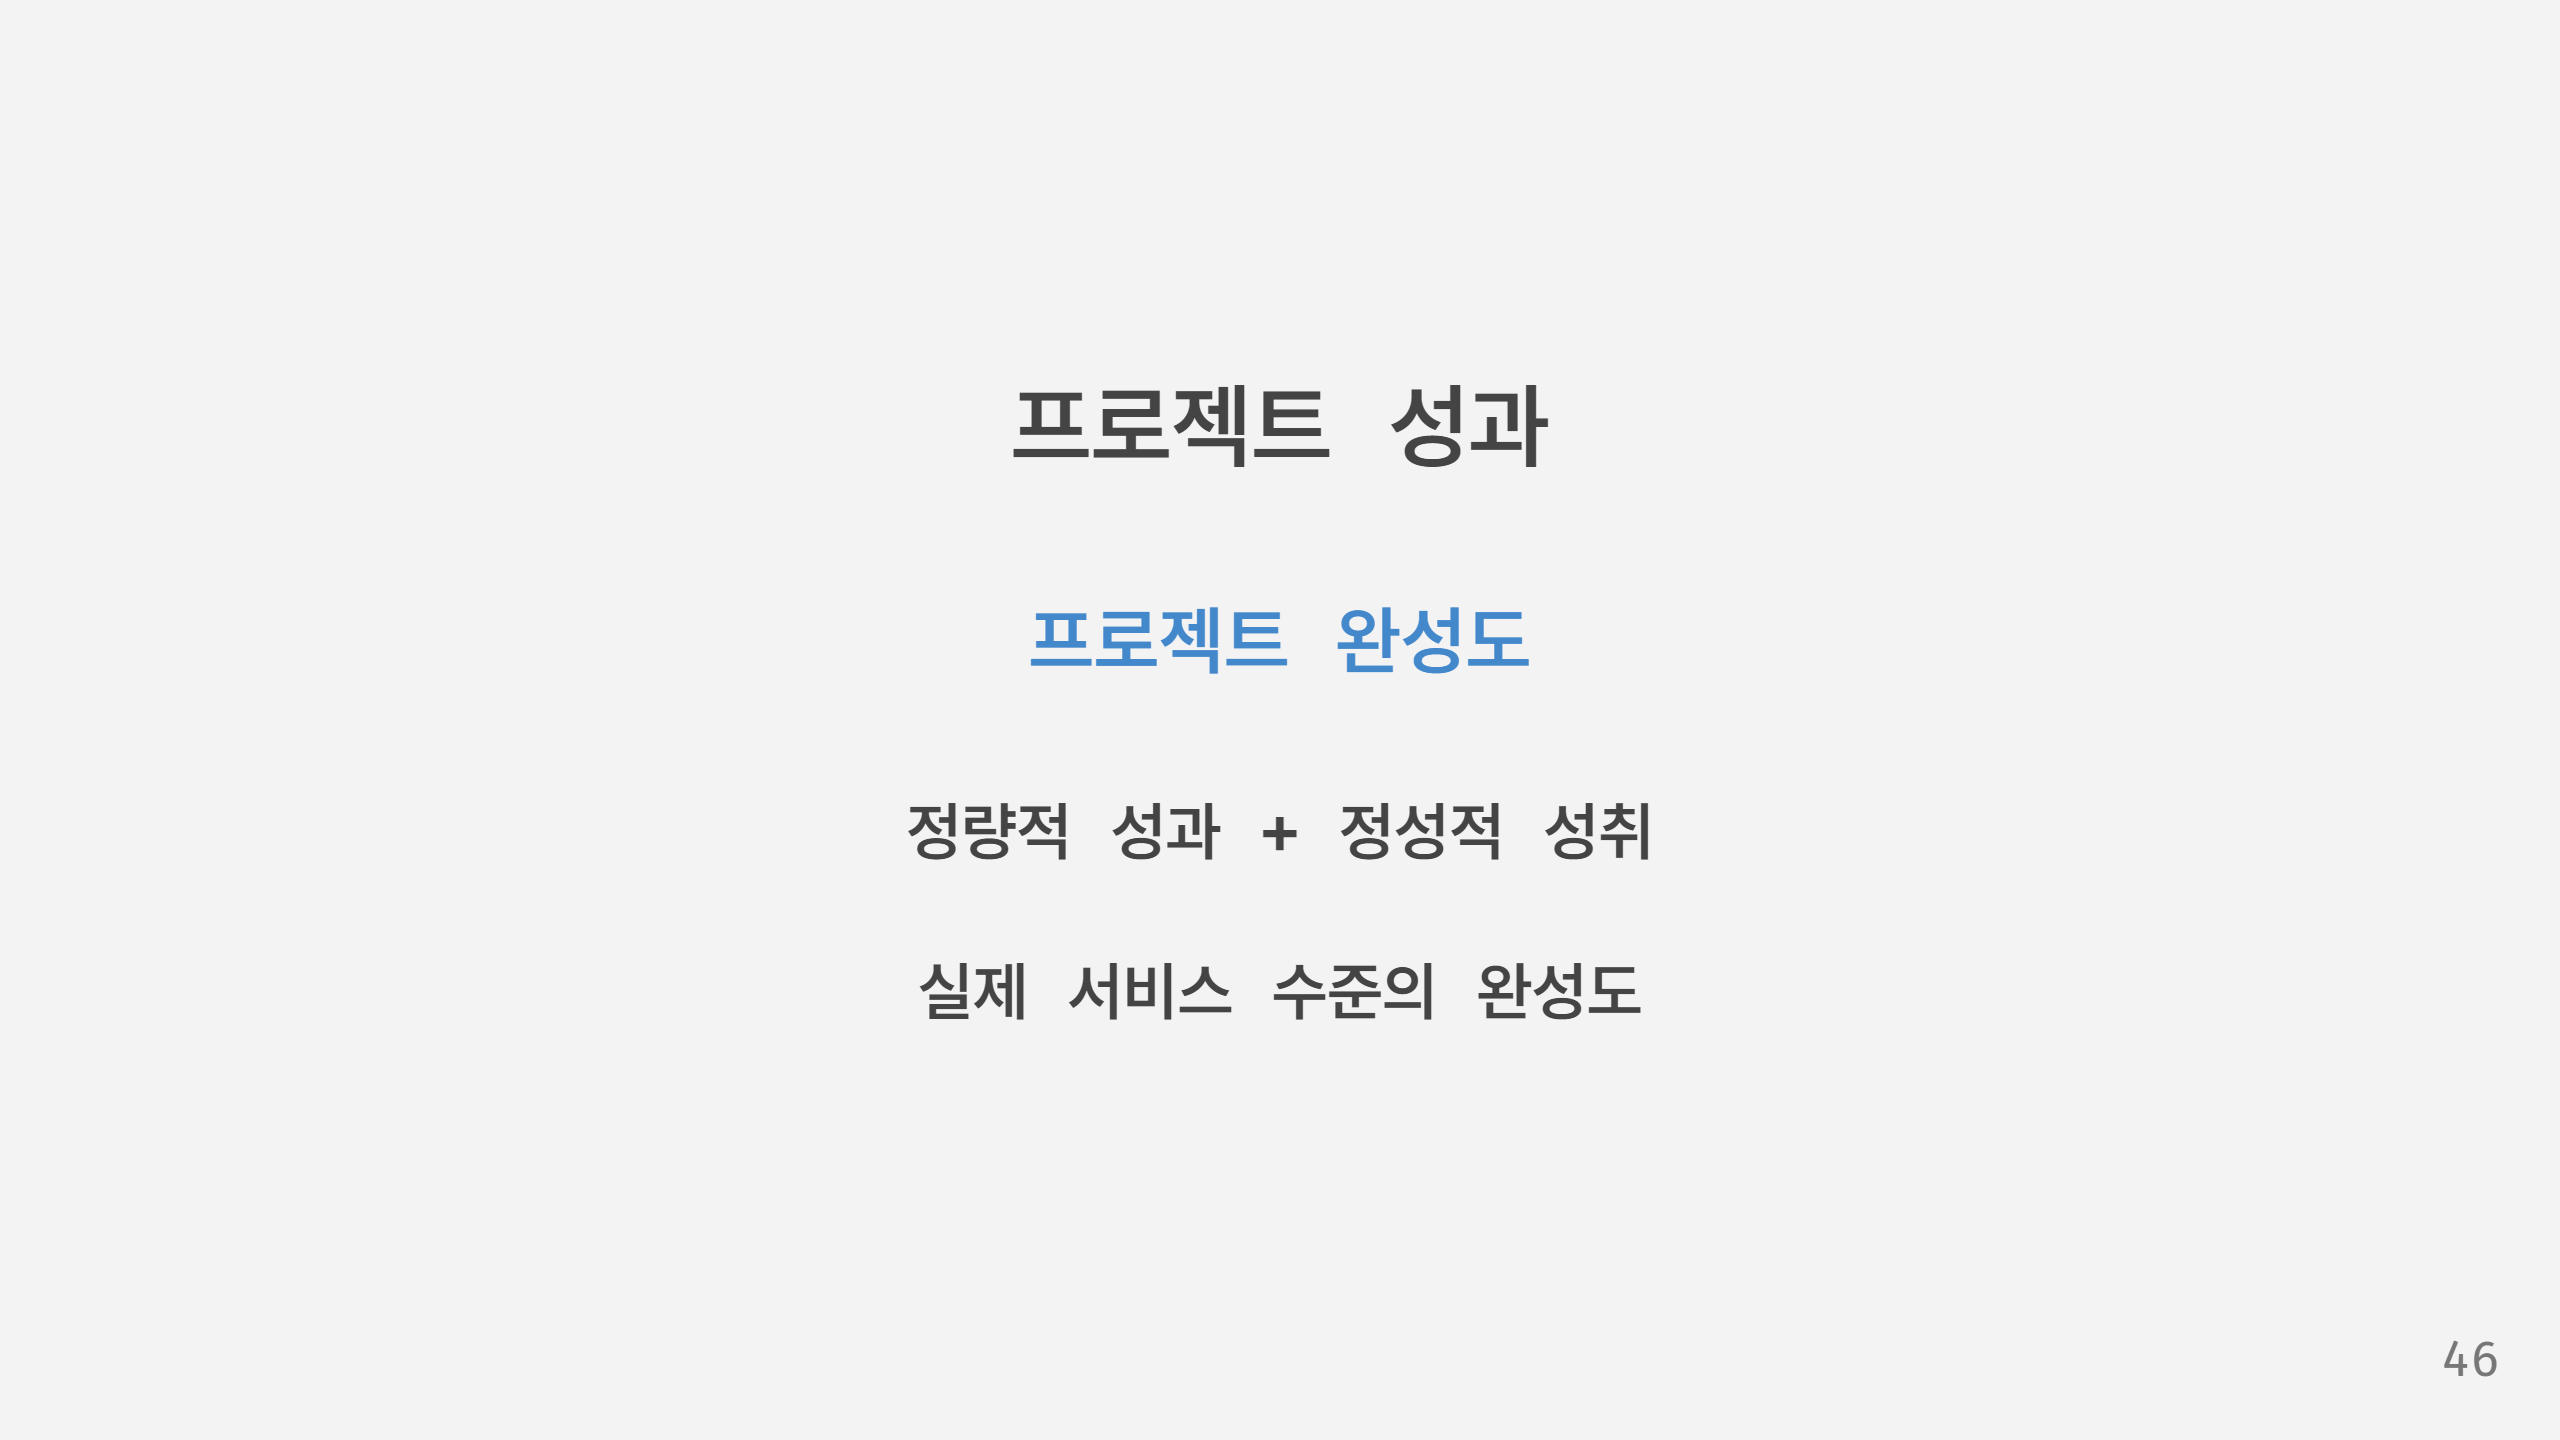 프로젝트 성과
프로젝트 완성도
정량적 성과 + 정성적 성취
실제 서비스 수준의 완성도
46